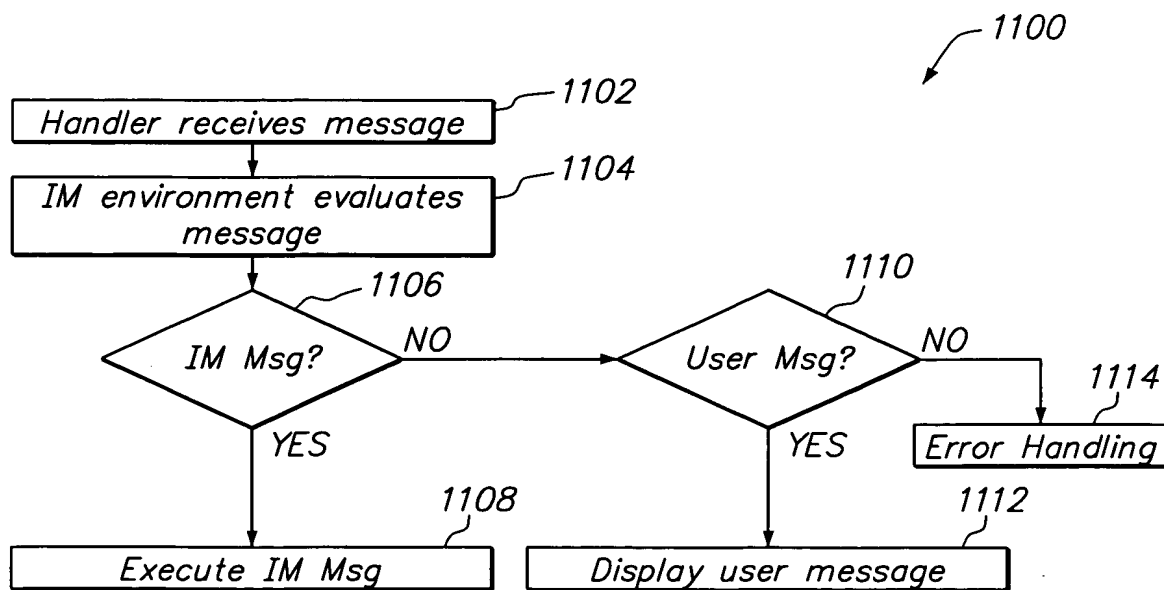 1100
1102
Handler receives message
1104
IM environment evaluates
message
1106
IM Msg?
NO
YES
1110
User Msg?
NO
YES
1114
Error Handling
1108
Execute IM Msg
1112
Display user message